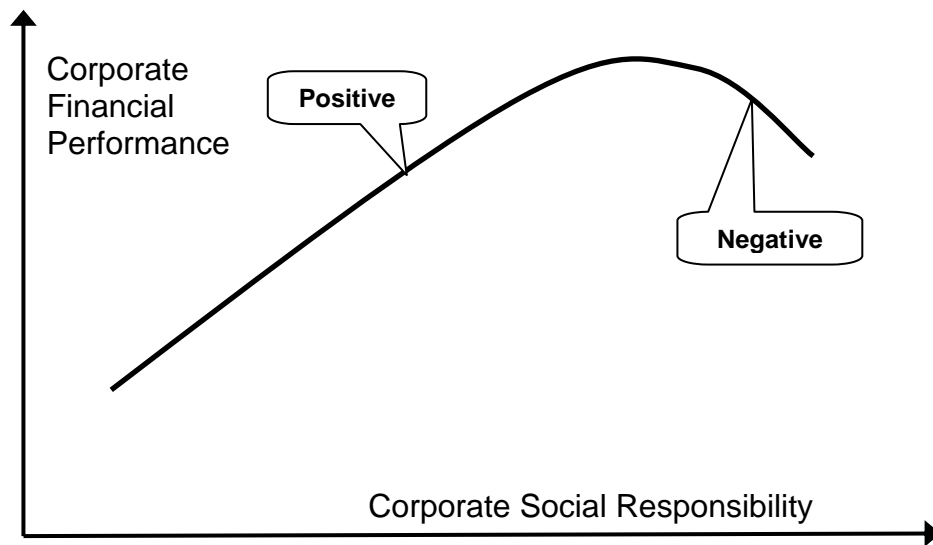 Corporate
Financial
Performance
Positive
Negative
Corporate Social Responsibility